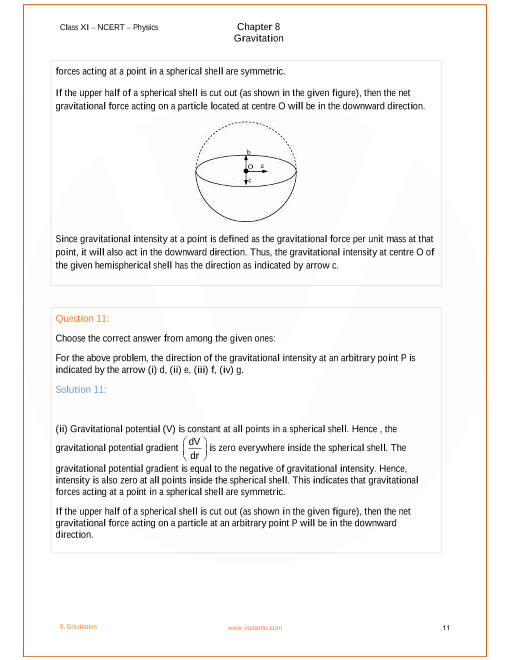 Class XI – NCERT – Physics
Chapter 8
Gravitation
forces acting at a point in a spherical shell are symmetric.
If the upper half of a spherical shell is cut out (as shown in the given figure), then the net
gravitational force acting on a particle located at centre O will be in the downward direction.
b
O
a
c
Since gravitational intensity at a point is defined as the gravitational force per unit mass at that
point, it will also act in the downward direction. Thus, the gravitational intensity at centre O of
the given hemispherical shell has the direction as indicated by arrow c.
Question 11:
Choose the correct answer from among the given ones:
For the above problem, the direction of the gravitational intensity at an arbitrary point P is
indicated by the arrow (i) d, (ii) e, (iii) f, (iv) g.
Solution 11:
(ii) Gravitational potential (V) is constant at all points in a spherical shell. Hence , the
gravitational potential gradient (dV/dr) is zero everywhere inside the spherical shell. The
gravitational potential gradient is equal to the negative of gravitational intensity. Hence,
intensity is also zero at all points inside the spherical shell. This indicates that gravitational
forces acting at a point in a spherical shell are symmetric.
If the upper half of a spherical shell is cut out (as shown in the given figure), then the net
gravitational force acting on a particle at an arbitrary point P will be in the downward
direction.
8. Gravitation
www.vedantu.com
11